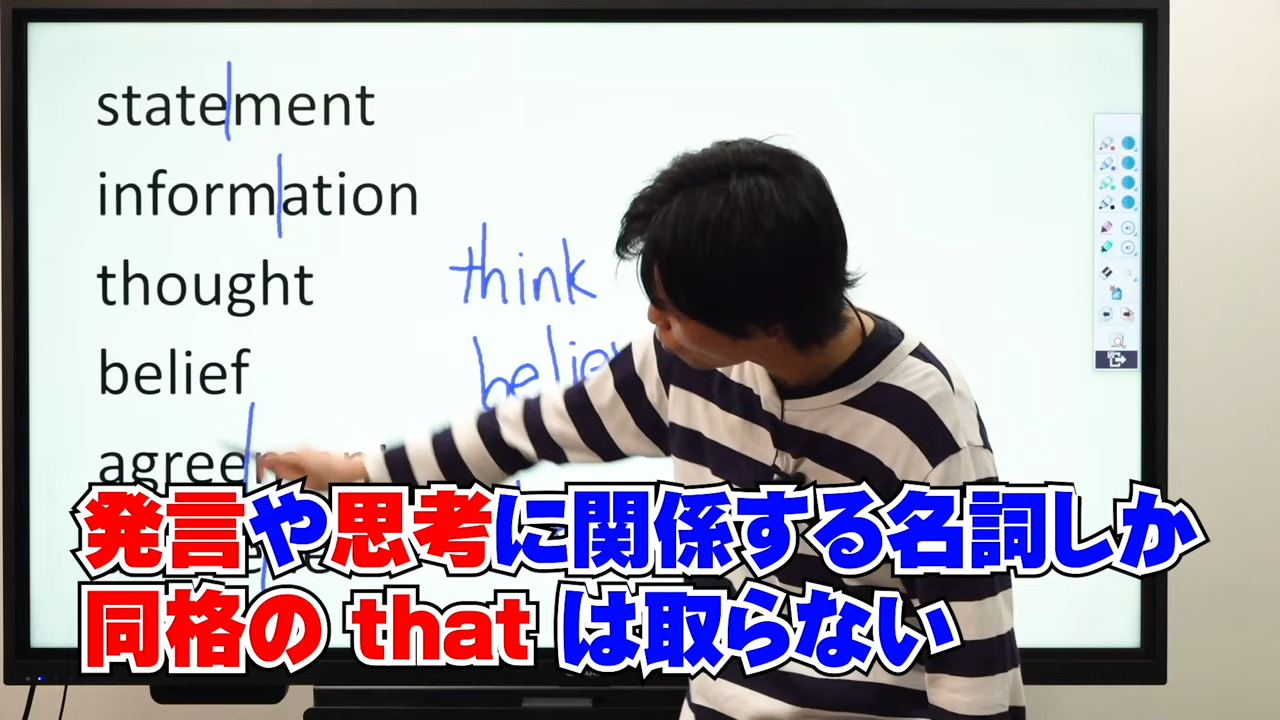 statement
information
thought
think
belief
agree
発言や思考に関係する名詞しか
同格の that は取らない